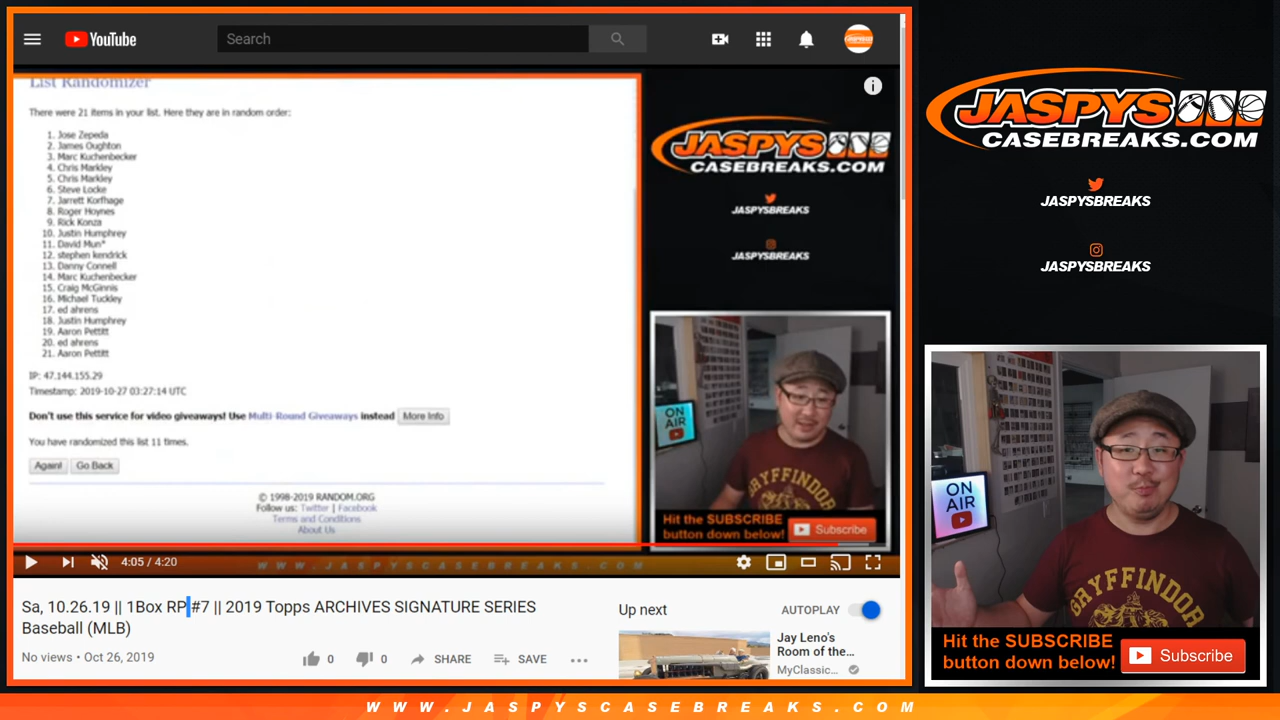 YouTube
Search
List Randomizer
There were 21 items in your list. Here they are in random order:
1. Jose Zepeda
2. James Oughton
3. Marc Kuchenbecker
4. Chris Markley
5. Chris Markley
6. Steve Locke
7. Jarrett Korfhage
8. Roger Hoynes
9. Rick Konza
10. Justin Humphrey
11. David Mun*
12. stephen kendrick
13. Danny Connell
14. Marc Kuchenbecker
15. Craig McGinnis
16. Michael Tuckley
17. ed ahrens
18. Justin Humphrey
19. Aaron Pettitt
20. ed ahrens
21. Aaron Pettitt
IP: 47.144.155.29
Timestamp: 2019-10-27 03:27:14 UTC
Don't use this service for video giveaways! Use Multi-Round Giveaways instead More Info
You have randomized this list 11 times.
Again! Go Back
© 1998-2019 RANDOM.ORG
Follow us: Twitter | Facebook
Terms and Conditions
About Us
JASPYS
CASEBREAKS.COM
JASPYSBREAKS
JASPYSBREAKS
ON
AIR
GRYFFINDOR
Hit the SUBSCRIBE
button down below!
Subscribe
4:05 / 4:20
WWW.JASPYSCASEBREAKS.COM
Sa, 10.26.19 || 1Box RP #7 || 2019 Topps ARCHIVES SIGNATURE SERIES
Baseball (MLB)
No views • Oct 26, 2019
0
0
SHARE
SAVE
Up next
AUTOPLAY
Jay Leno's
Room of the...
MyClassic...
JASPYS
CASEBREAKS.COM
JASPYSBREAKS
JASPYSBREAKS
ON
AIR
GRYFFINDOR
Hit the SUBSCRIBE
button down below!
Subscribe
WWW.JASPYSCASEBREAKS.COM